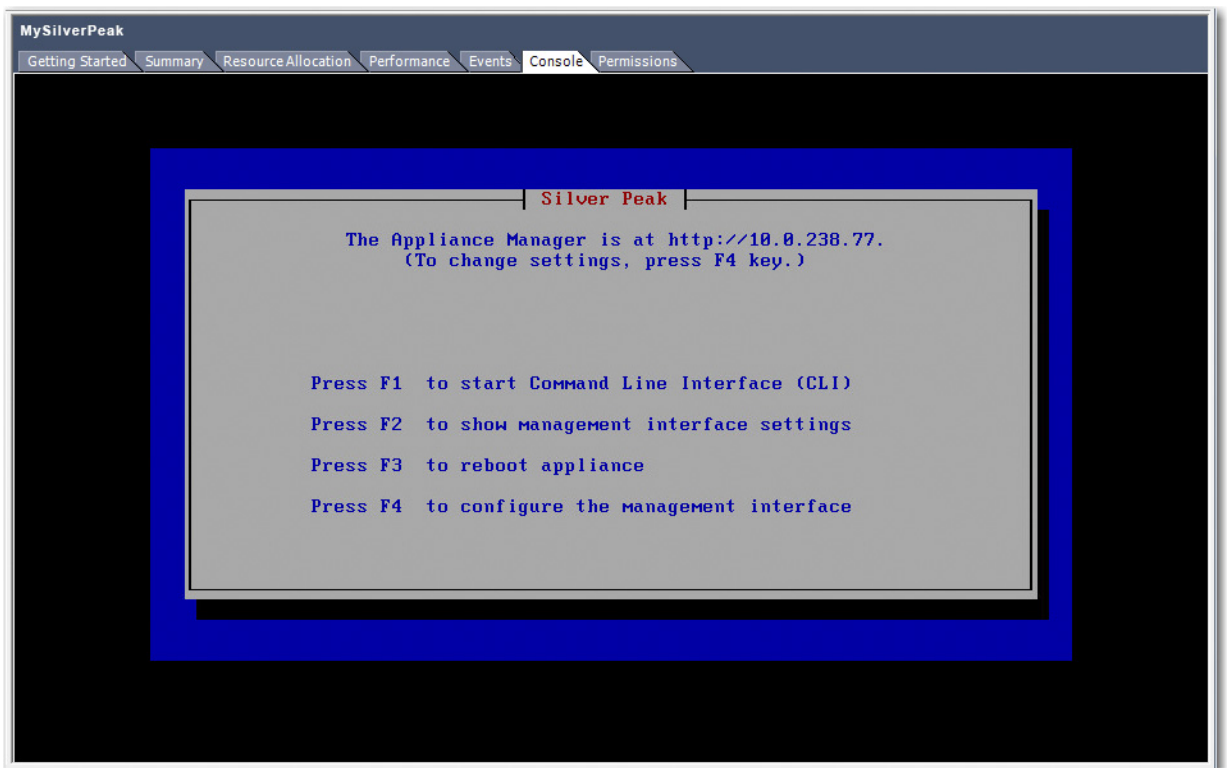 MySilverPeak
Getting Started Summary Resource Allocation Performance Events Console Permissions
Silver Peak
The Appliance Manager is at http://10.0.238.77.
(To change settings, press F4 key.)
Press F1 to start Command Line Interface (CLI)
Press F2 to show management interface settings
Press F3 to reboot appliance
Press F4 to configure the management interface